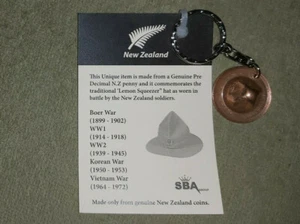 New Zealand
This Unique item is made from a Genuine Pre
Decimal N.Z penny and it commemorates the
traditional 'Lemon Squeezer' hat as worn in
battle by the New Zealand soldiers.
Boer War
(1899 - 1902)
WW1
(1914 - 1918)
WW2
(1939 - 1945)
Korean War
(1950 - 1953)
Vietnam War
(1964 - 1972)
SBA
Made only from genuine New Zealand coins.